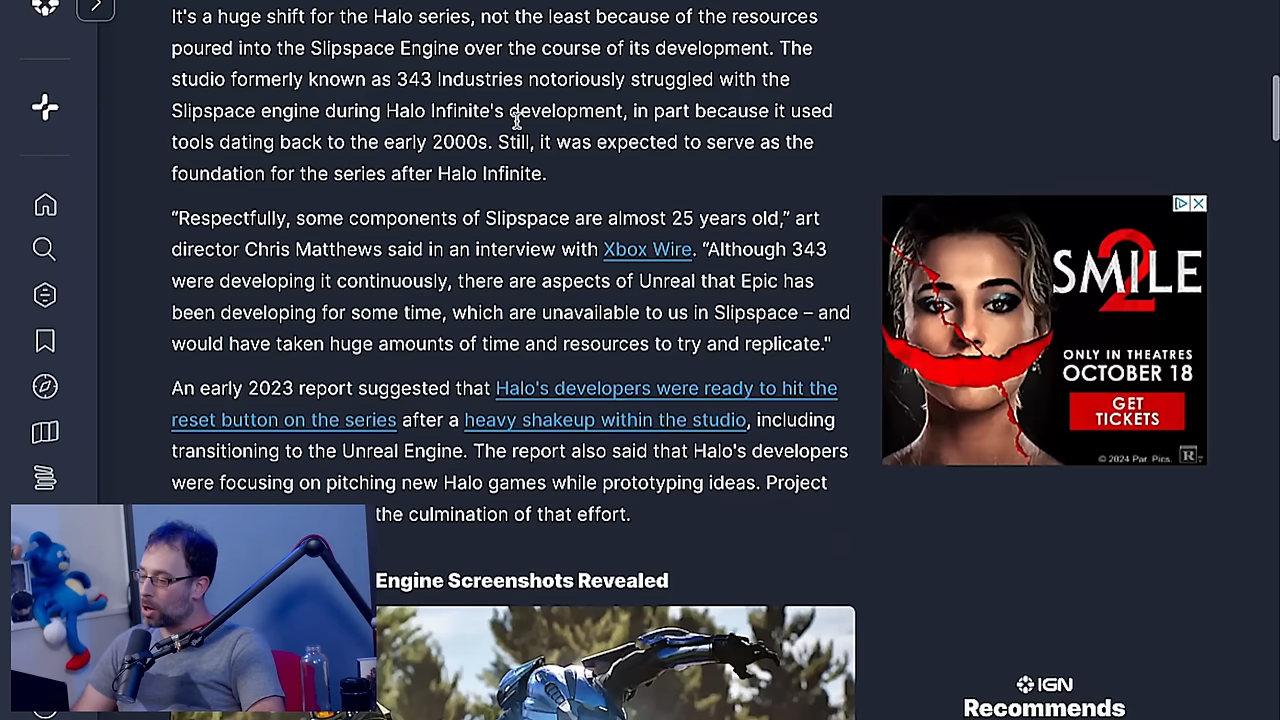 It's a huge shift for the Halo series, not the least because of the resources
poured into the Slipspace Engine over the course of its development. The
studio formerly known as 343 Industries notoriously struggled with the
Slipspace engine during Halo Infinite's development, in part because it used
tools dating back to the early 2000s. Still, it was expected to serve as the
foundation for the series after Halo Infinite.
“Respectfully, some components of Slipspace are almost 25 years old,” art
director Chris Matthews said in an interview with Xbox Wire. “Although 343
were developing it continuously, there are aspects of Unreal that Epic has
been developing for some time, which are unavailable to us in Slipspace – and
would have taken huge amounts of time and resources to try and replicate."
An early 2023 report suggested that Halo's developers were ready to hit the
reset button on the series after a heavy shakeup within the studio, including
transitioning to the Unreal Engine. The report also said that Halo's developers
were focusing on pitching new Halo games while prototyping ideas. Project
the culmination of that effort.
Engine Screenshots Revealed
SMILE
2
ONLY IN THEATRES
OCTOBER 18
GET
TICKETS
© 2024 Par. Pics.
R
IGN
Recommends